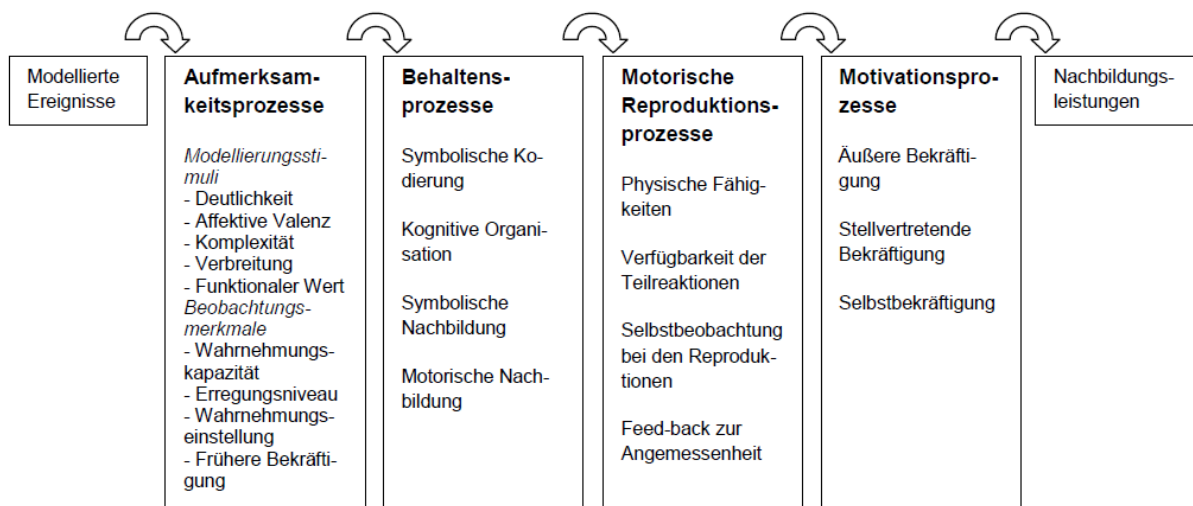 Modellierte
Ereignisse
Aufmerksam-
keitsprozesse
Modellierungssti-
muli
- Deutlichkeit
- Affektive Valenz
- Komplexität
- Verbreitung
- Funktionaler Wert
Beobachtungs-
merkmale
- Wahrnehmungs-
kapazität
- Erregungsniveau
- Wahrnehmungs-
einstellung
- Frühere Bekräfti-
gung
Behaltens-
prozesse
Symbolische Ko-
dierung
Kognitive Organi-
sation
Symbolische
Nachbildung
Motorische Nach-
bildung
Motorische
Reproduktions-
prozesse
Physische Fähig-
keiten
Verfügbarkeit der
Teilreaktionen
Selbstbeobachtung
bei den Reproduk-
tionen
Feed-back zur
Angemessenheit
Motivationspro-
zesse
Äußere Bekräfti-
gung
Stellvertretende
Bekräftigung
Selbstbekräftigung
Nachbildungs-
leistungen